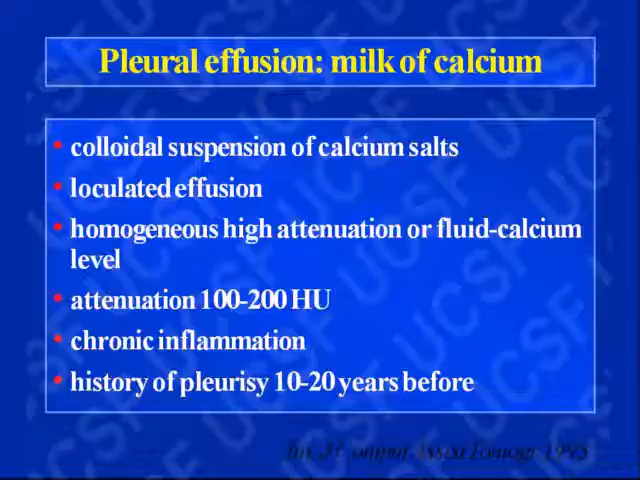 Pleural effusion: milk of calcium
• colloidal suspension of calcium salts
• loculated effusion
• homogeneous high attenuation or fluid-calcium
level
• attenuation 100-200 HU
• chronic inflammation
• history of pleurisy 10-20 years before
UCSF